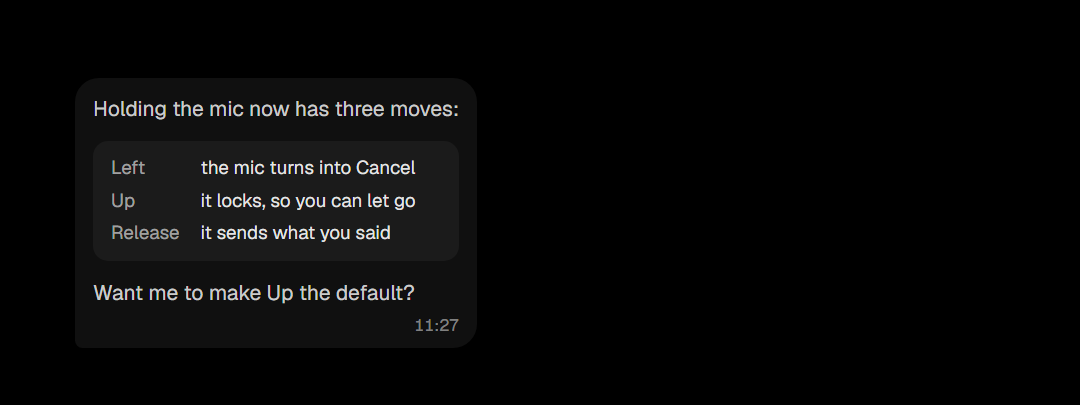 Holding the mic now has three moves:
Left the mic turns into Cancel
Up it locks, so you can let go
Release it sends what you said
Want me to make Up the default?
11:27